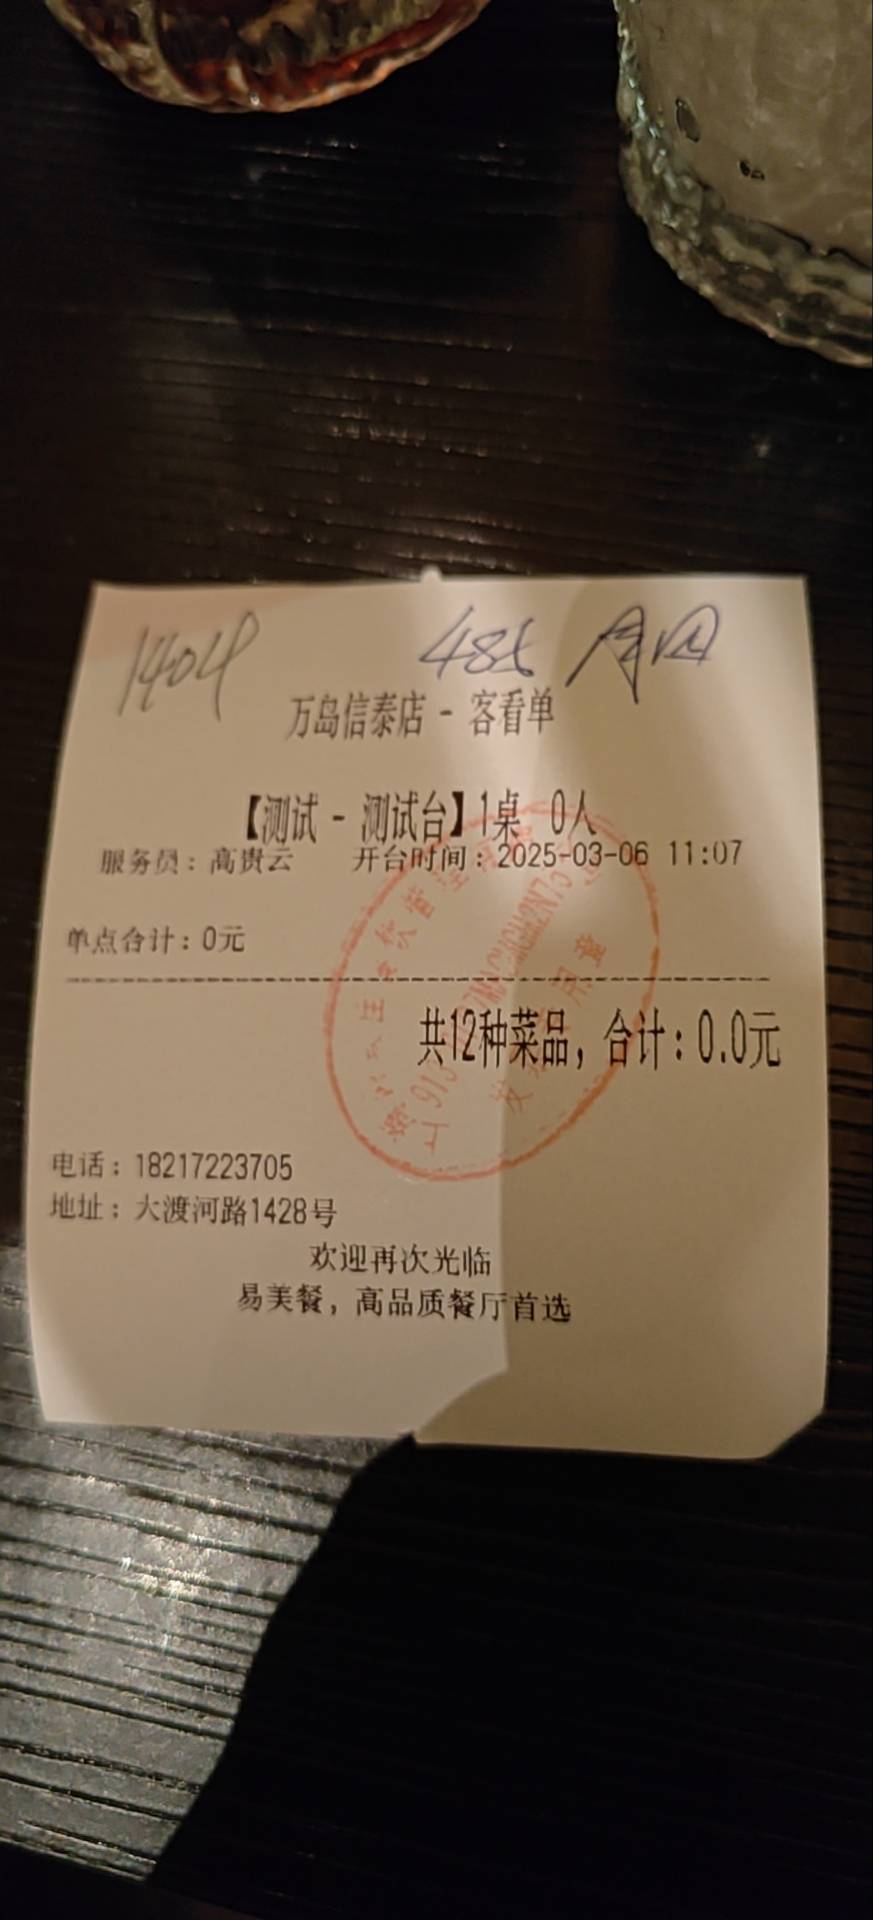 1404
486 周四
万岛信泰店 - 客看单
【测试 - 测试台】1桌 0人
服务员：高贵云 开台时间：2025-03-06 11:07
单点合计：0元
共12种菜品，合计：0.0元
电话：18217223705
地址：大渡河路1428号
欢迎再次光临
易美餐，高品质餐厅首选